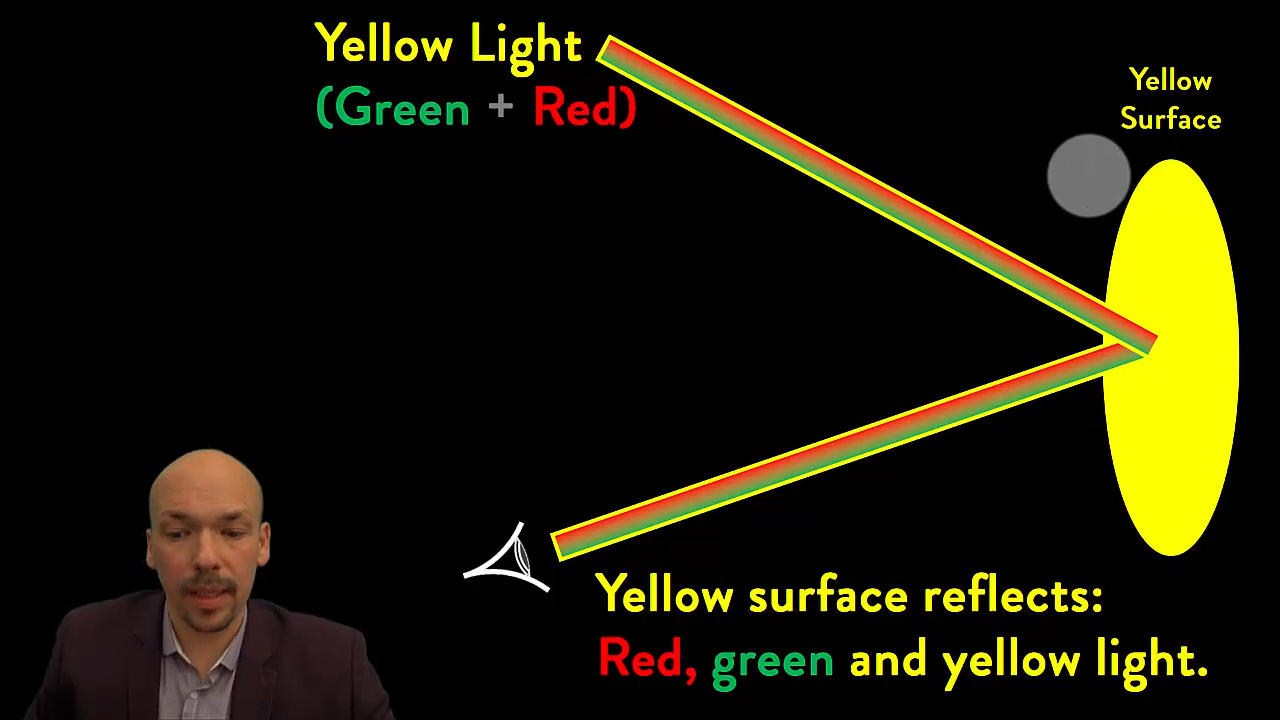 Yellow Light
(Green + Red)
Yellow
Surface
Yellow surface reflects:
Red, green and yellow light.